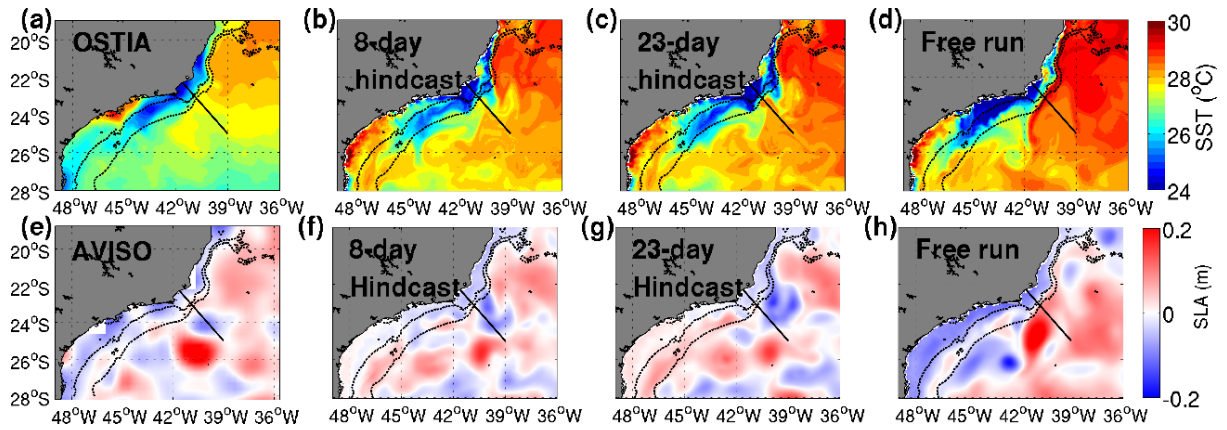 (a) (b) (c) (d)
OSTIA
8-day
hindcast
23-day
hindcast
Free run
20°S
22°S
24°S
26°S
28°S
48°W 45°W 42°W 39°W 36°W
48°W 45°W 42°W 39°W 36°W
48°W 45°W 42°W 39°W 36°W
48°W 45°W 42°W 39°W 36°W
30
28
26
24
SST (°C)
(e) (f) (g) (h)
AVISO
8-day
Hindcast
23-day
Hindcast
Free run
20°S
22°S
24°S
26°S
28°S
48°W 45°W 42°W 39°W 36°W
48°W 45°W 42°W 39°W 36°W
48°W 45°W 42°W 39°W 36°W
48°W 45°W 42°W 39°W 36°W
0.2
0
-0.2
SLA (m)